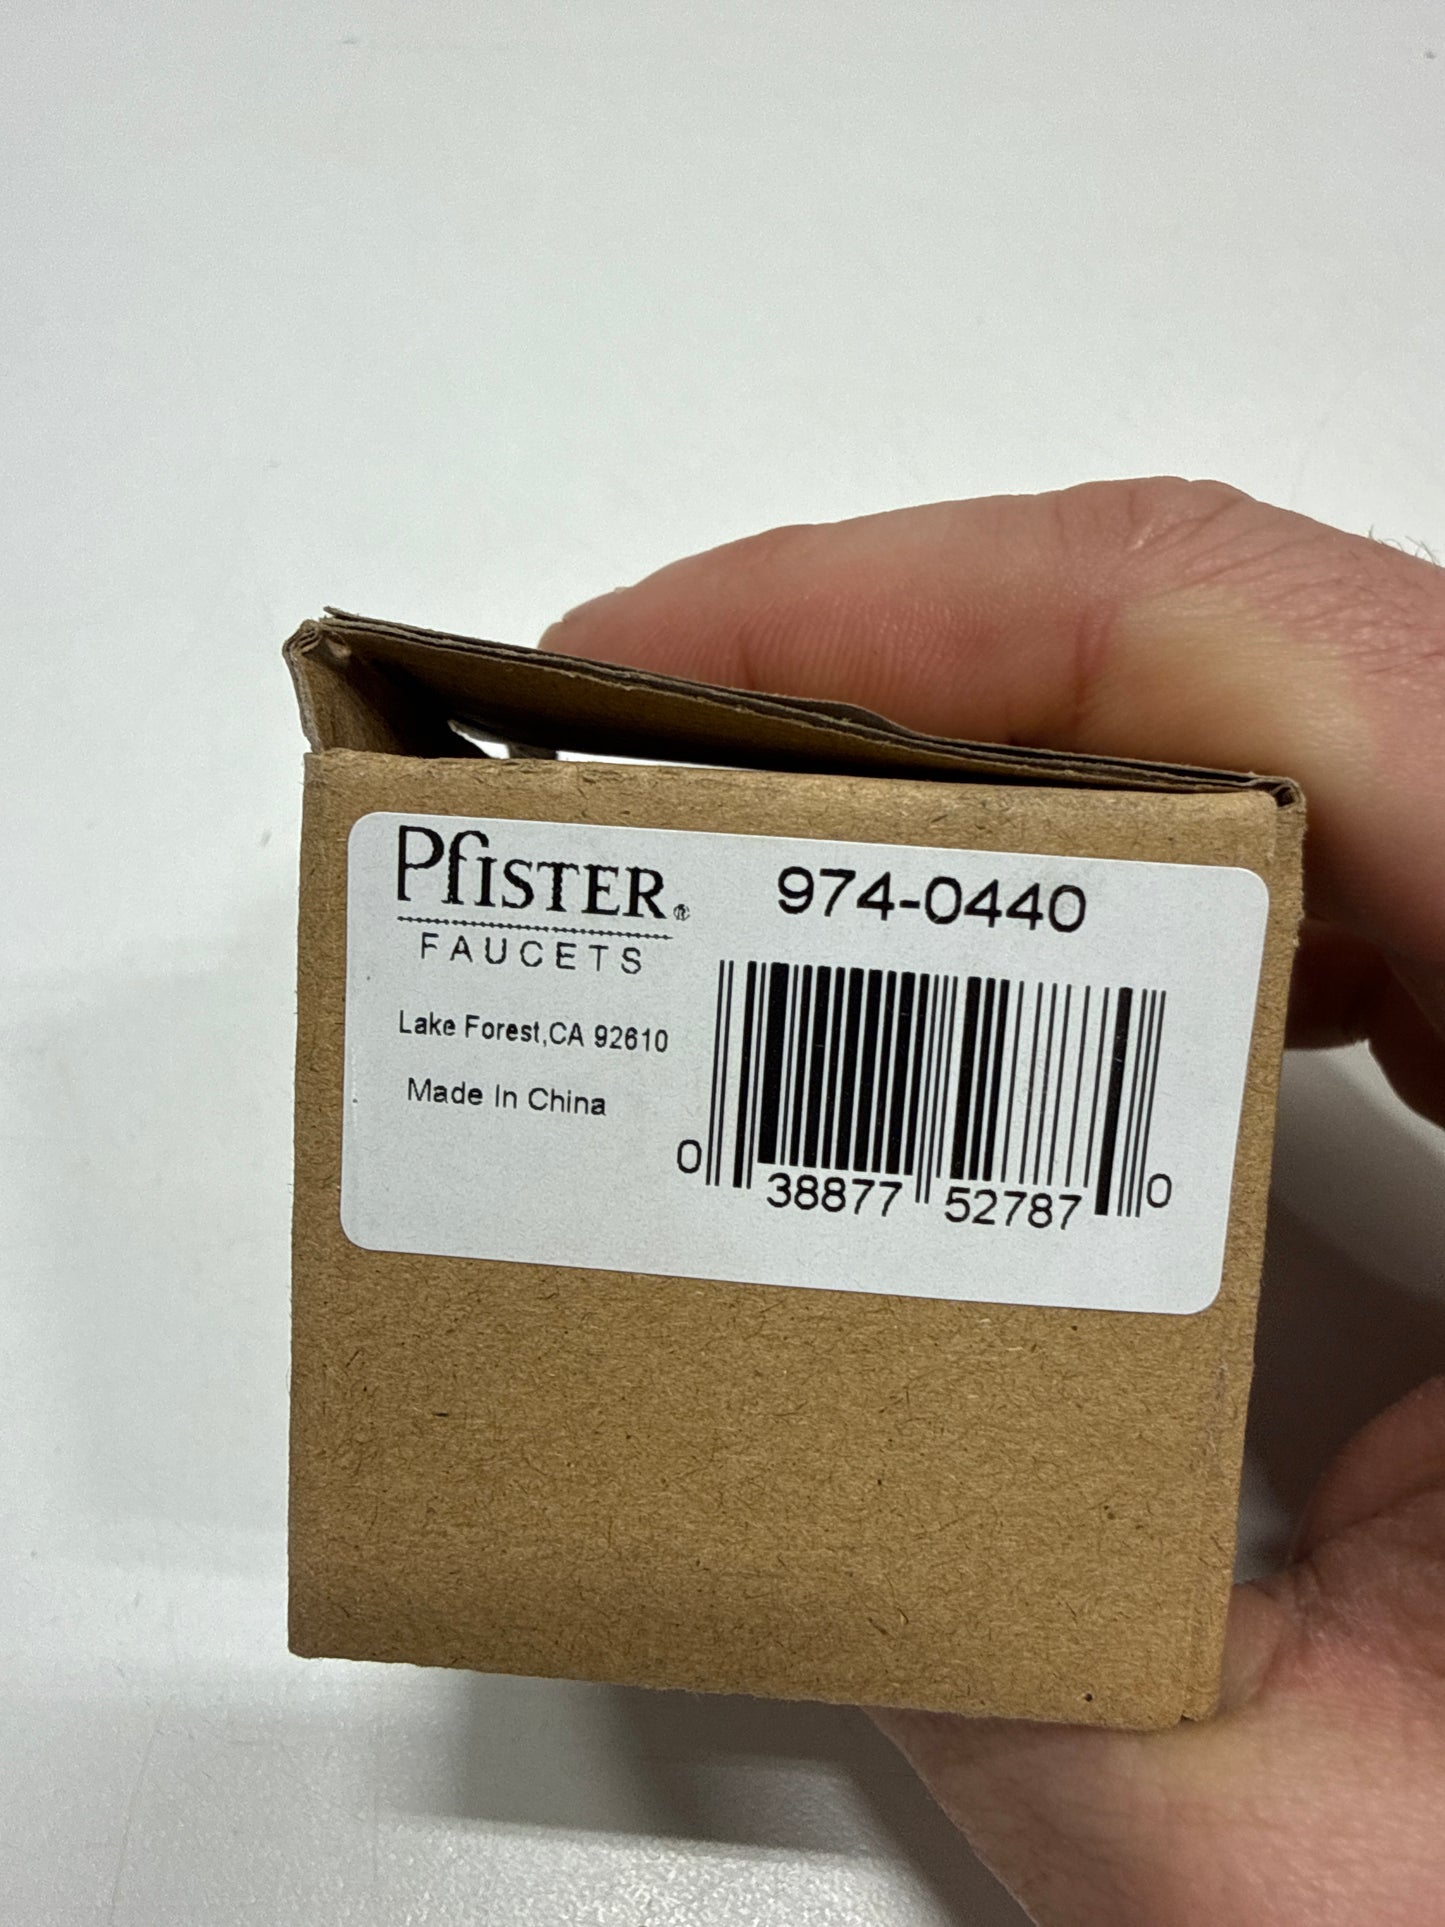 Pfister®
FAUCETS
974-0440
Lake Forest,CA 92610
Made In China
0 38877 52787 0